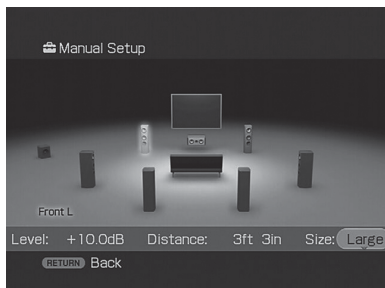 Manual Setup
Front L
Level: +10.0dB Distance: 3ft 3in Size: Large
RETURN Back